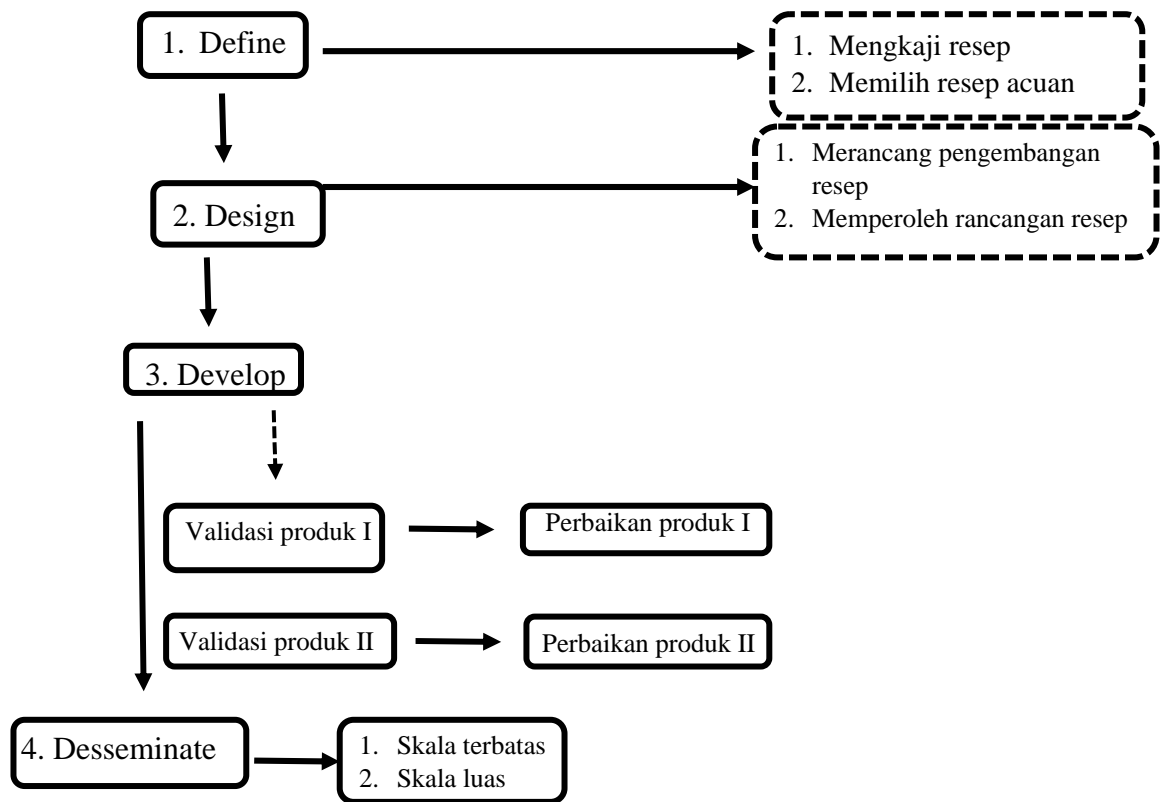 1. Define
1. Mengkaji resep
2. Memilih resep acuan
1. Merancang pengembangan
resep
2. Memperoleh rancangan resep
2. Design
3. Develop
Validasi produk I
Perbaikan produk I
Validasi produk II
Perbaikan produk II
4. Desseminate
1. Skala terbatas
2. Skala luas